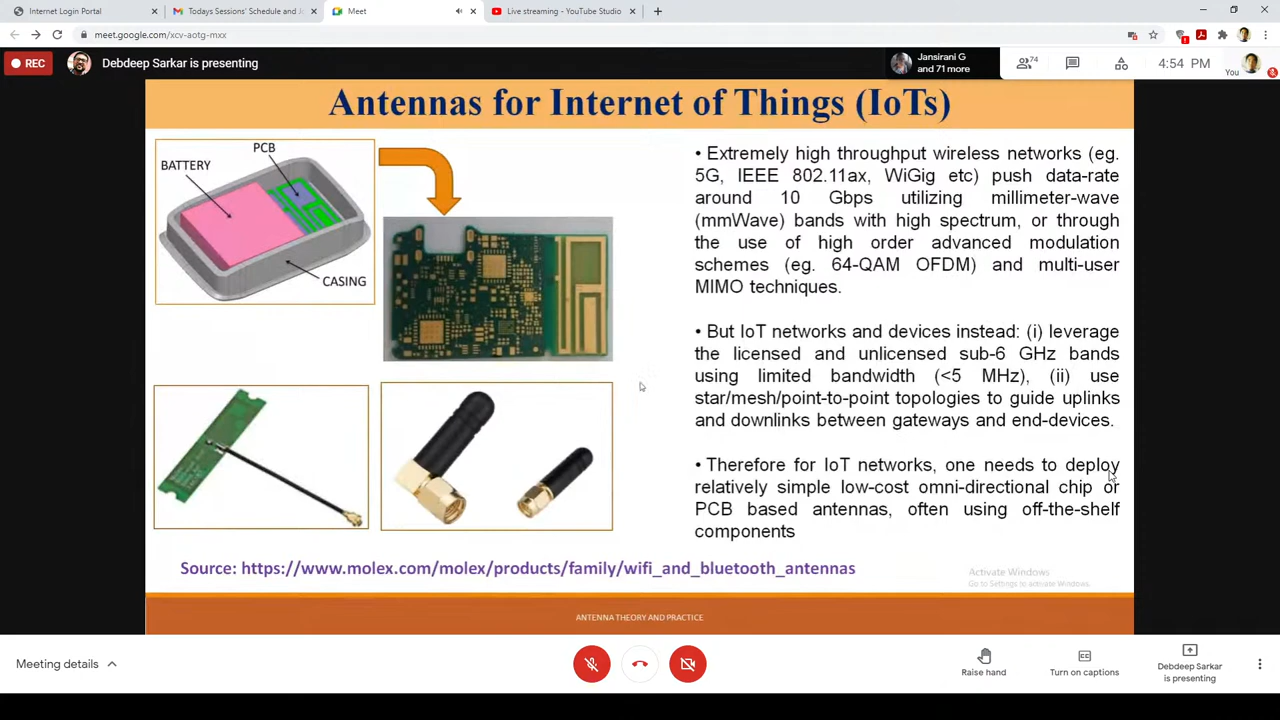 Internet Login Portal
Todays Sessions' Schedule and Jo
Meet
Live streaming - YouTube Studio
meet.google.com/xcv-aotg-mxx
REC
Debdeep Sarkar is presenting
Jansirani G
and 71 more
74
You
4:54 PM
Antennas for Internet of Things (IoTs)
PCB
BATTERY
CASING
• Extremely high throughput wireless networks (eg.
5G, IEEE 802.11ax, WiGig etc) push data-rate
around 10 Gbps utilizing millimeter-wave
(mmWave) bands with high spectrum, or through
the use of high order advanced modulation
schemes (eg. 64-QAM OFDM) and multi-user
MIMO techniques.
• But IoT networks and devices instead: (i) leverage
the licensed and unlicensed sub-6 GHz bands
using limited bandwidth (<5 MHz), (ii) use
star/mesh/point-to-point topologies to guide uplinks
and downlinks between gateways and end-devices.
• Therefore for IoT networks, one needs to deploy
relatively simple low-cost omni-directional chip or
PCB based antennas, often using off-the-shelf
components
Source: https://www.molex.com/molex/products/family/wifi_and_bluetooth_antennas
Activate Windows
Go to Settings to activate Windows.
ANTENNA THEORY AND PRACTICE
Meeting details
Raise hand
Turn on captions
Debdeep Sarkar
is presenting